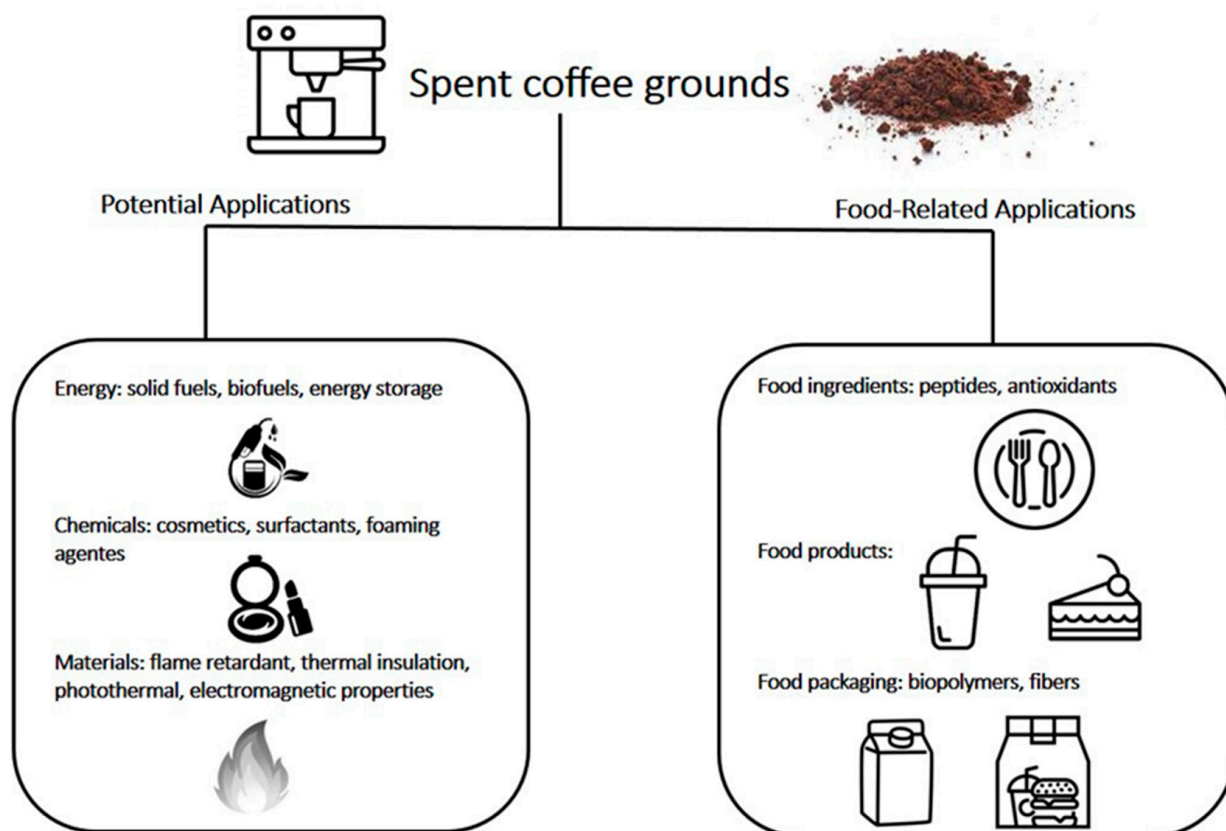 Spent coffee grounds
Potential Applications
Food-Related Applications
Energy: solid fuels, biofuels, energy storage
Chemicals: cosmetics, surfactants, foaming
agentes
Materials: flame retardant, thermal insulation,
photothermal, electromagnetic properties
Food ingredients: peptides, antioxidants
Food products:
Food packaging: biopolymers, fibers